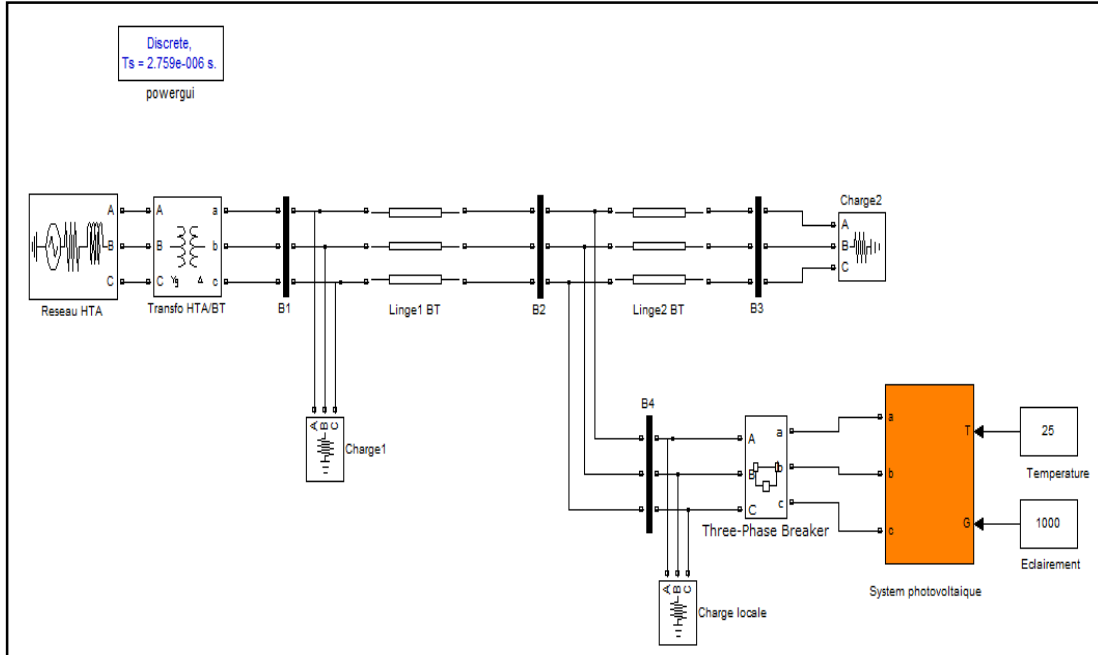 Discrete,
Ts = 2.759e-006 s.
powergui
A
B
C
Reseau HTA
A
B
C
a
b
c
Yg Δ
Transfo HTA/BT
B1
Linge1 BT
B2
Linge2 BT
B3
Charge2
A
B
C
A B C
Charge1
B4
A
B
C
a
b
c
Three-Phase Breaker
a
b
c
T
G
System photovoltaique
25
Temperature
1000
Eclairement
A B C
Charge locale